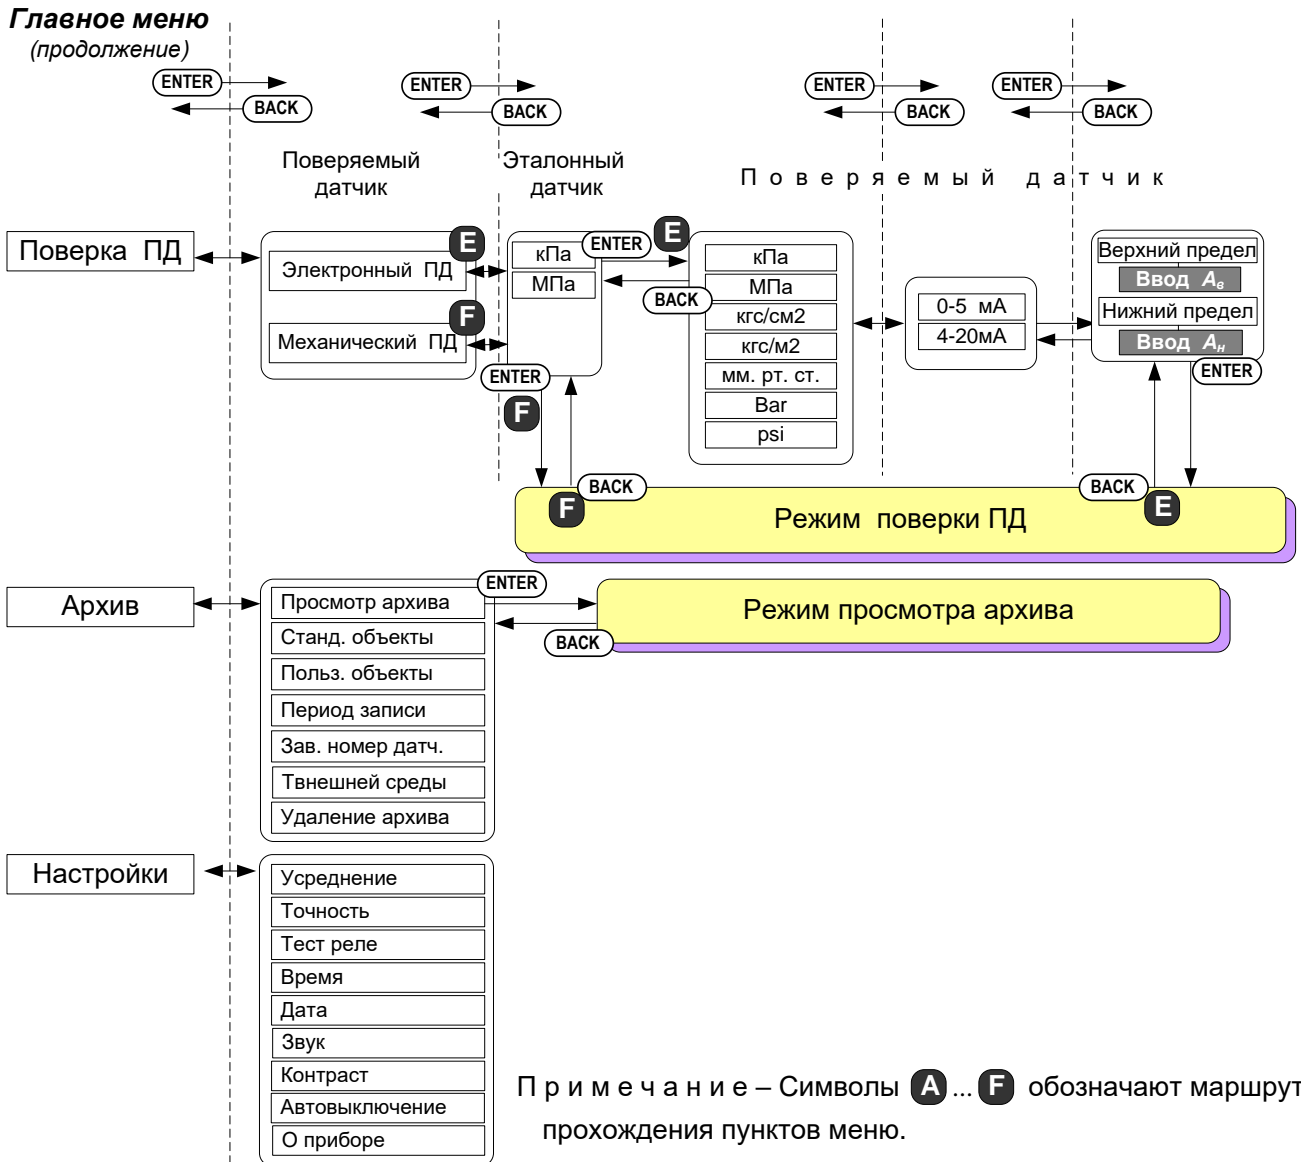 Главное меню
(продолжение)
ENTER ENTER ENTER ENTER
BACK BACK BACK BACK
Поверяемый
датчик
Эталонный
датчик
Поверяемый датчик
Поверка ПД
Электронный ПД
E
Механический ПД
F
кПа
МПа
ENTER
E
BACK
ENTER
F
кПа
МПа
кгс/см2
кгс/м2
мм. рт. ст.
Bar
psi
0-5 мА
4-20мА
Верхний предел
Ввод Aв
Нижний предел
Ввод Aн
ENTER
BACK
F
BACK
E
Режим поверки ПД
Архив
Просмотр архива
Станд. объекты
Польз. объекты
Период записи
Зав. номер датч.
Твнешней среды
Удаление архива
ENTER
BACK
Режим просмотра архива
Настройки
Усреднение
Точность
Тест реле
Время
Дата
Звук
Контраст
Автовыключение
О приборе
Примечание – Символы A ... F обозначают маршрут
прохождения пунктов меню.